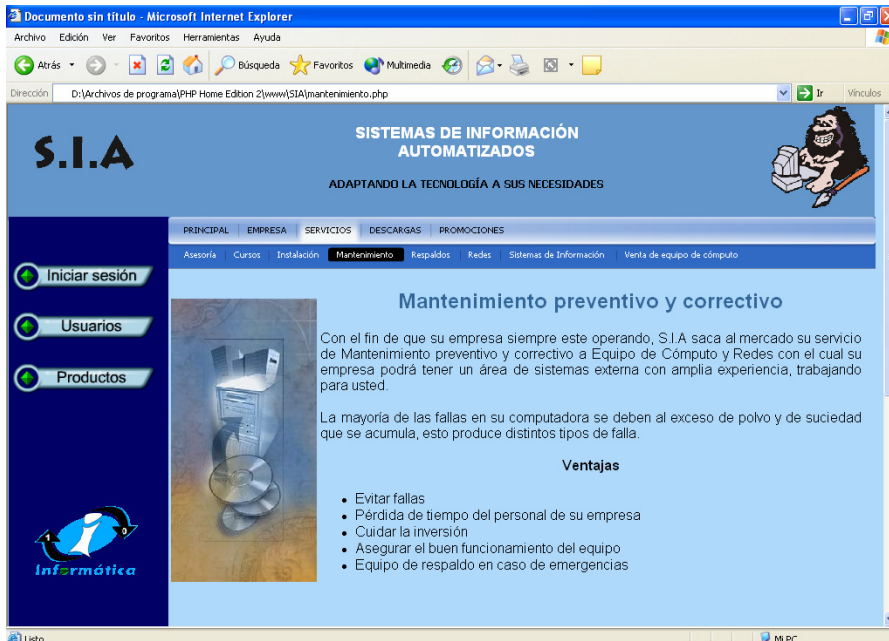 Documento sin título - Microsoft Internet Explorer
Archivo Edición Ver Favoritos Herramientas Ayuda
Atrás Búsqueda Favoritos Multimedia
Dirección D:\Archivos de programa\PHP Home Edition 2\www\SIA\mantenimiento.php Ir Vínculos
S.I.A
SISTEMAS DE INFORMACIÓN
AUTOMATIZADOS
ADAPTANDO LA TECNOLOGÍA A SUS NECESIDADES
PRINCIPAL EMPRESA SERVICIOS DESCARGAS PROMOCIONES
Asesoría Cursos Instalación Mantenimiento Respaldos Redes Sistemas de Información Venta de equipo de cómputo
Iniciar sesión
Usuarios
Productos
1 i 0
Informática
Mantenimiento preventivo y correctivo
Con el fin de que su empresa siempre este operando, S.I.A saca al mercado su servicio
de Mantenimiento preventivo y correctivo a Equipo de Cómputo y Redes con el cual su
empresa podrá tener un área de sistemas externa con amplia experiencia, trabajando
para usted.
La mayoría de las fallas en su computadora se deben al exceso de polvo y de suciedad
que se acumula, esto produce distintos tipos de falla.
Ventajas
• Evitar fallas
• Pérdida de tiempo del personal de su empresa
• Cuidar la inversión
• Asegurar el buen funcionamiento del equipo
• Equipo de respaldo en caso de emergencias
Listo Mi PC